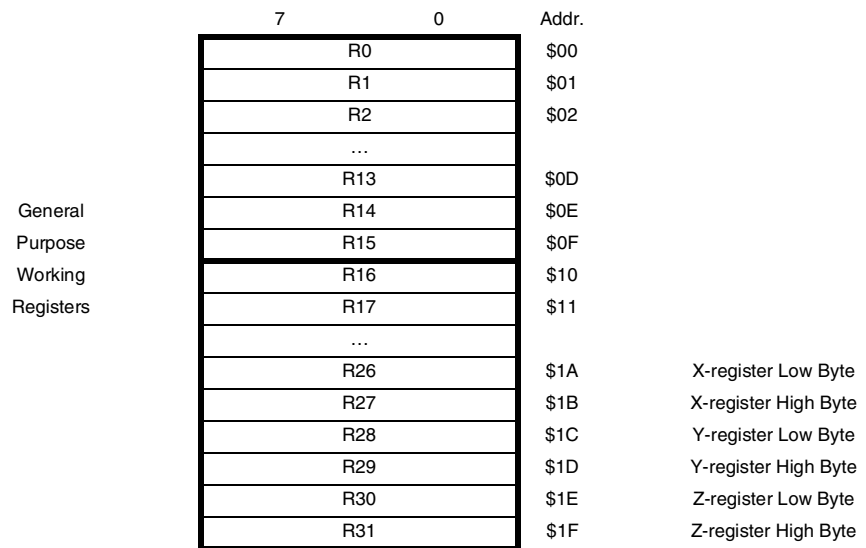 7 0 Addr.
R0 $00
R1 $01
R2 $02
…
R13 $0D
General R14 $0E
Purpose R15 $0F
Working R16 $10
Registers R17 $11
…
R26 $1A X-register Low Byte
R27 $1B X-register High Byte
R28 $1C Y-register Low Byte
R29 $1D Y-register High Byte
R30 $1E Z-register Low Byte
R31 $1F Z-register High Byte